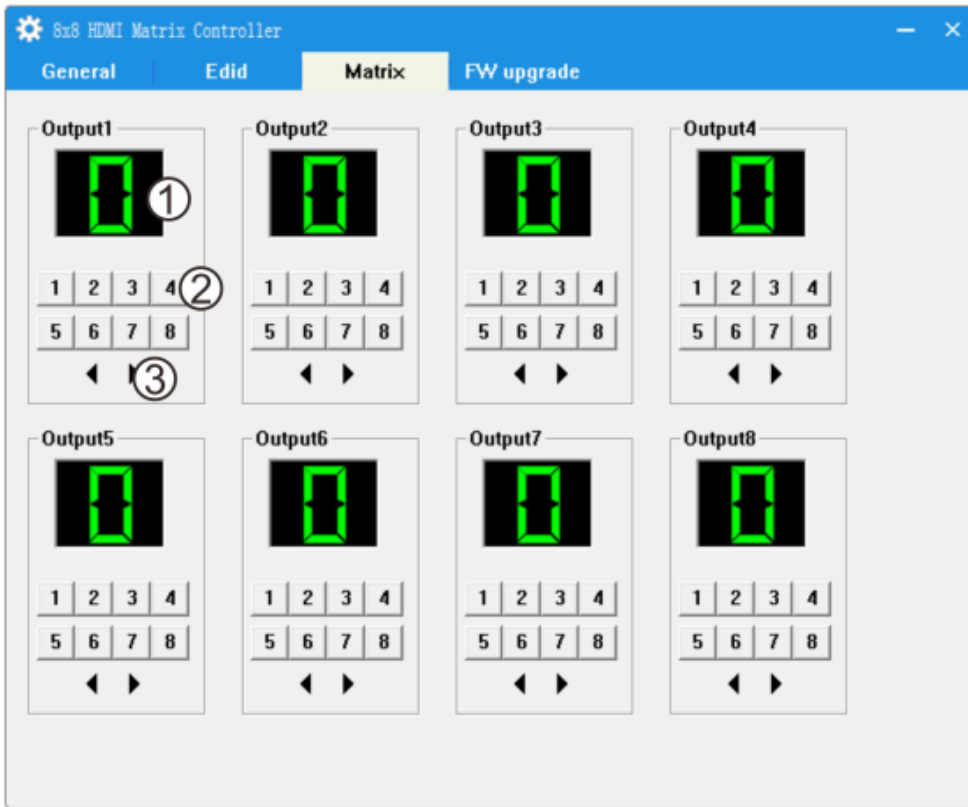 8x8 HDMI Matrix Controller
General Edid Matrix FW upgrade
Output1 Output2 Output3 Output4
0 ① 0 0 0
1 2 3 4 ② 1 2 3 4 1 2 3 4 1 2 3 4
5 6 7 8 5 6 7 8 5 6 7 8 5 6 7 8
③
Output5 Output6 Output7 Output8
0 0 0 0
1 2 3 4 1 2 3 4 1 2 3 4 1 2 3 4
5 6 7 8 5 6 7 8 5 6 7 8 5 6 7 8